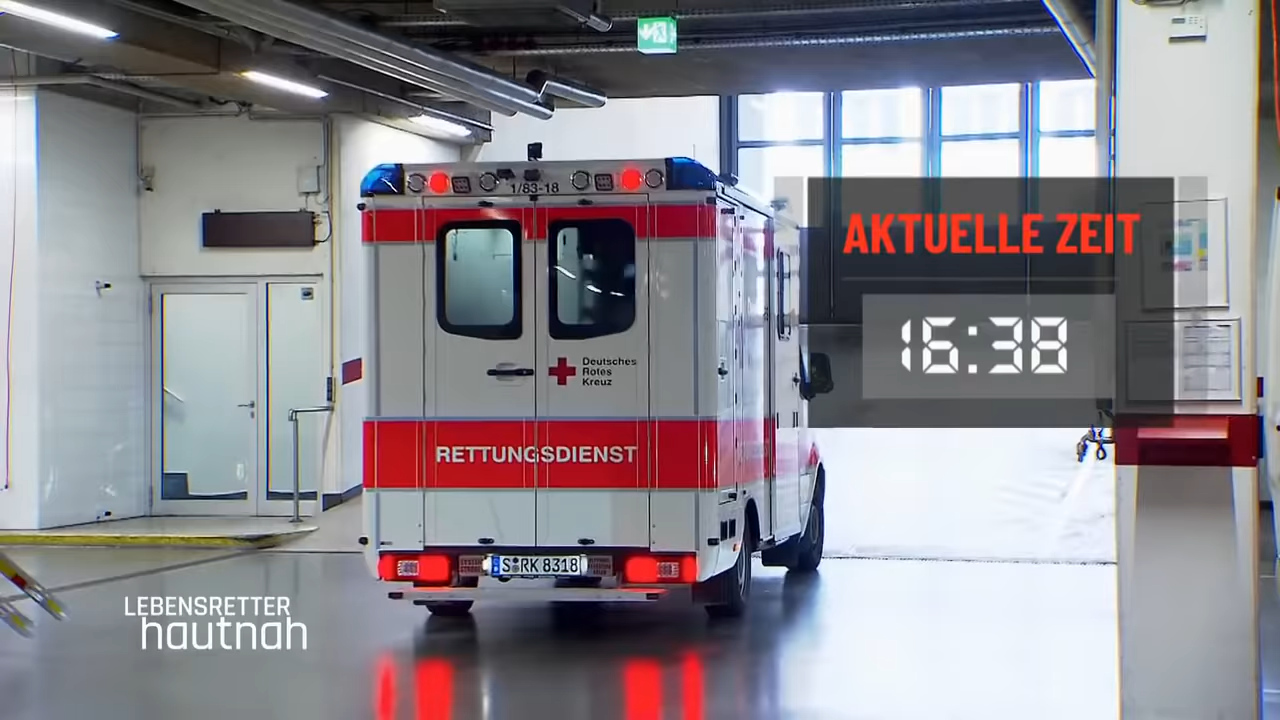 1/83-18
AKTUELLE ZEIT
16:38
Deutsches
Rotes
Kreuz
RETTUNGSDIENST
S RK 8318
LEBENSRETTER
hautnah